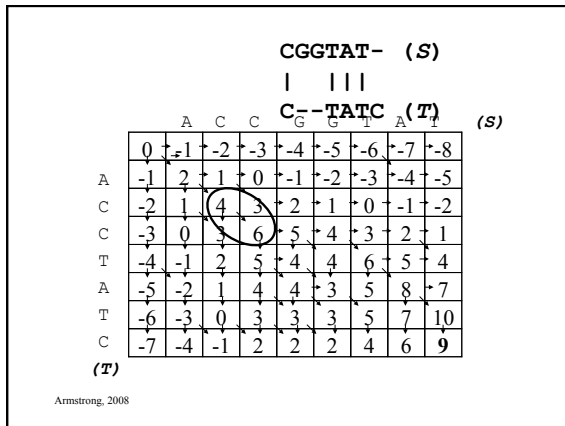 CGGTAT- (S)
|  |||
C--TATC (T)
A C C G G T A T (S)
0 -1 -2 -3 -4 -5 -6 -7 -8
A -1 2 1 0 -1 -2 -3 -4 -5
C -2 1 4 3 2 1 0 -1 -2
C -3 0 3 6 5 4 3 2 1
T -4 -1 2 5 4 4 6 5 4
A -5 -2 1 4 4 3 5 8 7
T -6 -3 0 3 3 3 5 7 10
C -7 -4 -1 2 2 2 4 6 9
(T)
Armstrong, 2008